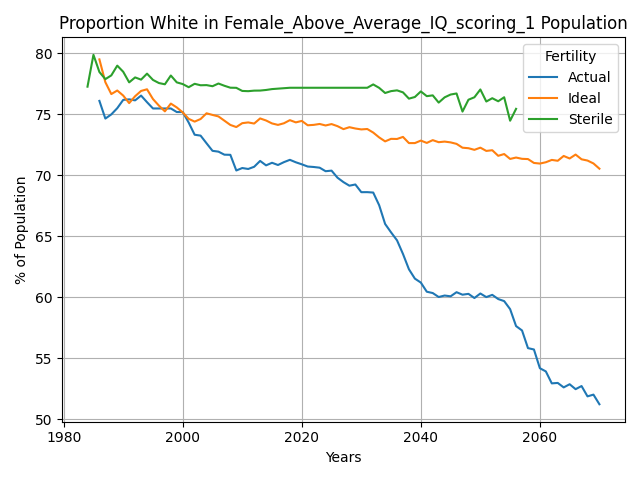 Proportion White in Female_Above_Average_IQ_scoring_1 Population
Fertility
Actual
Ideal
Sterile
% of Population
80
75
70
65
60
55
50
1980
2000
2020
2040
2060
Years